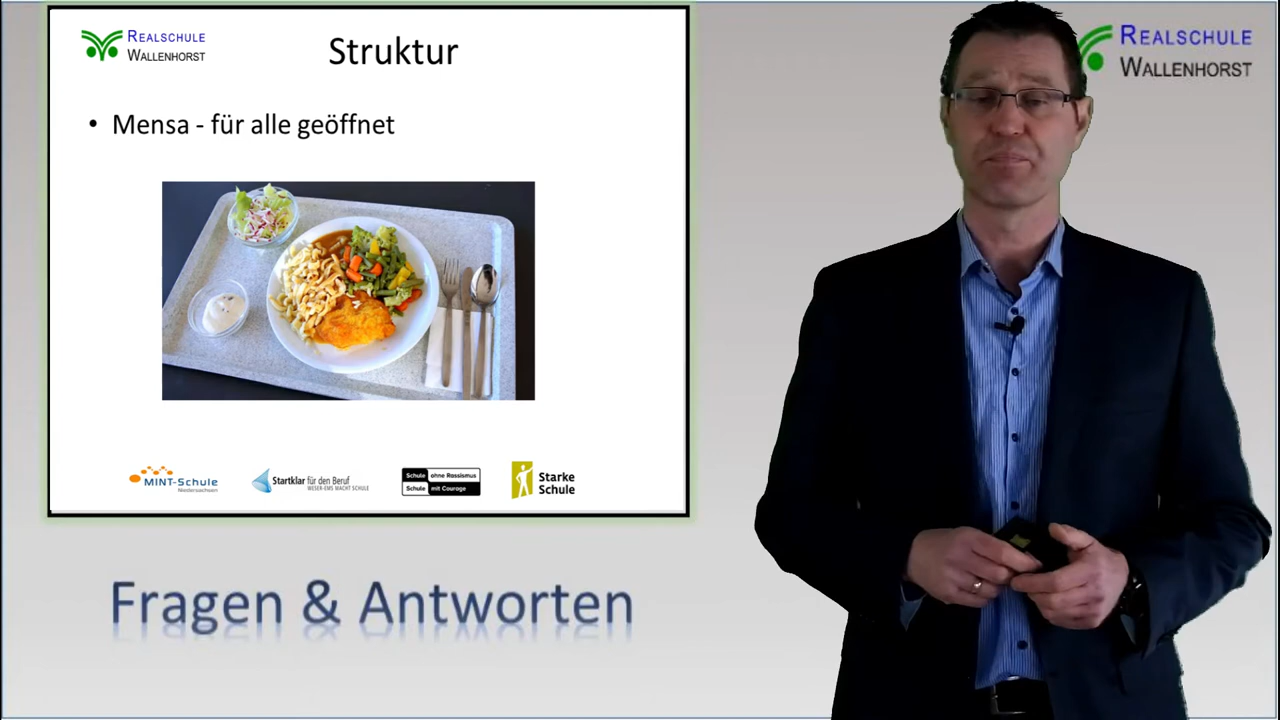 REALSCHULE
WALLENHORST
Struktur
• Mensa - für alle geöffnet
MINT-Schule
Niedersachsen
Startklar für den Beruf
WESER-EMS MACHT SCHULE
Schule ohne Rassismus
Schule mit Courage
Starke
Schule
Fragen & Antworten
REALSCHULE
WALLENHORST